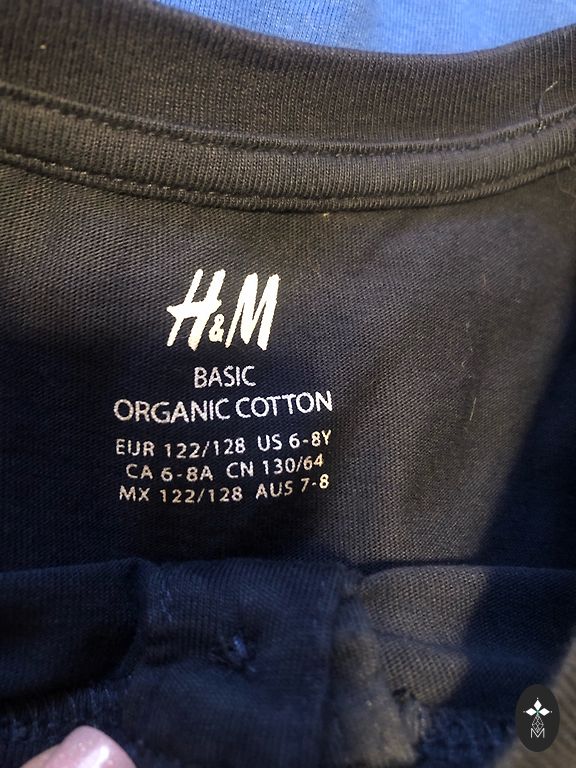 H&M
BASIC
ORGANIC COTTON
EUR 122/128 US 6-8Y
CA 6-8A CN 130/64
MX 122/128 AUS 7-8
M